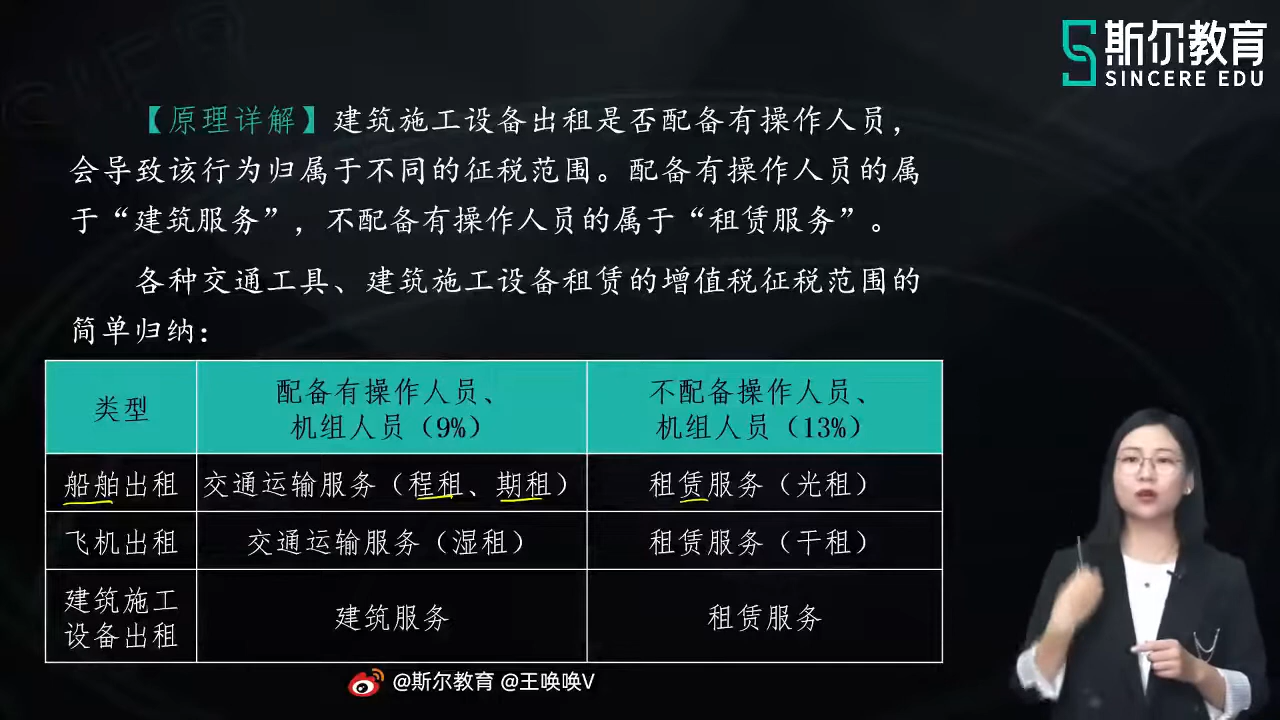 斯尔教育
SINCERE EDU
【原理详解】建筑施工设备出租是否配备有操作人员，
会导致该行为归属于不同的征税范围。配备有操作人员的属
于“建筑服务”，不配备有操作人员的属于“租赁服务”。
各种交通工具、建筑施工设备租赁的增值税征税范围的
简单归纳：
类型
配备有操作人员、
机组人员（9%）
不配备操作人员、
机组人员（13%）
船舶出租
交通运输服务（程租、期租）
租赁服务（光租）
飞机出租
交通运输服务（湿租）
租赁服务（干租）
建筑施工
设备出租
建筑服务
租赁服务
@斯尔教育 @王唤唤V